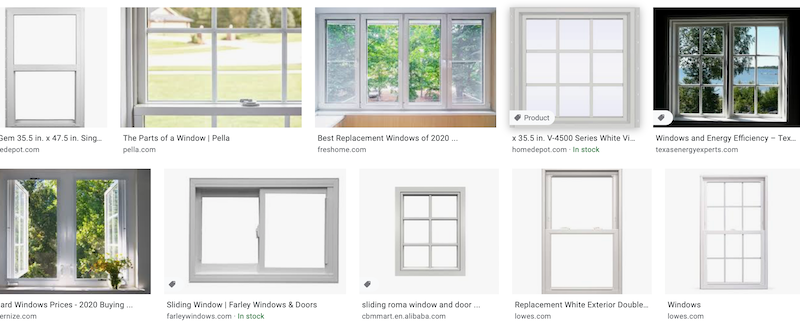 Product
Gem 35.5 in. x 47.5 in. Sing...
The Parts of a Window | Pella
Best Replacement Windows of 2020 ...
x 35.5 in. V-4500 Series White Vi...
Windows and Energy Efficiency – Tex...
edepot.com
pella.com
freshome.com
homedepot.com · In stock
texasenergyexperts.com
ard Windows Prices - 2020 Buying ...
Sliding Window | Farley Windows & Doors
sliding roma window and door ...
Replacement White Exterior Double...
Windows
ernize.com
farleywindows.com · In stock
cbmmart.en.alibaba.com
lowes.com
lowes.com